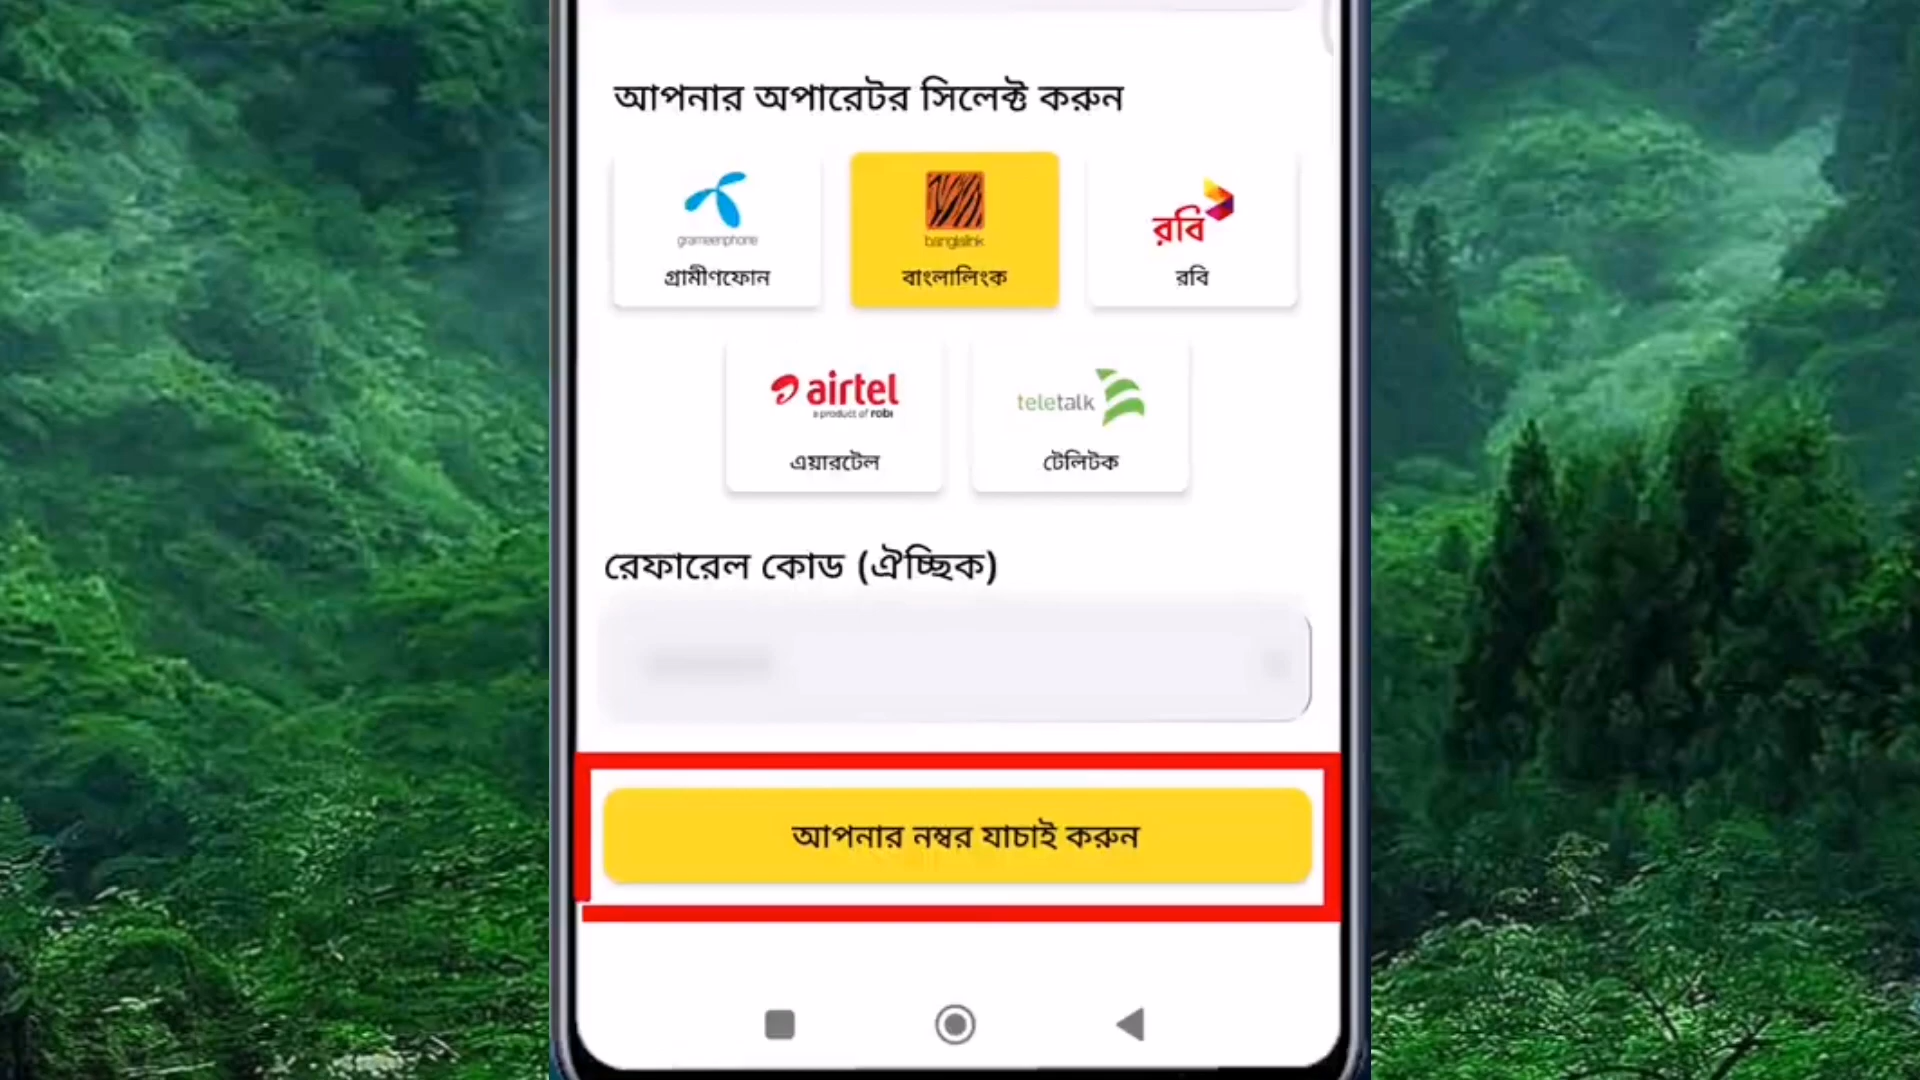 আপনার অপারেটর সিলেক্ট করুন
grameenphone
গ্রামীণফোন
banglalink
বাংলালিংক
রবি
রবি
airtel
a product of robi
এয়ারটেল
teletalk
টেলিটক
রেফারেল কোড (ঐচ্ছিক)
আপনার নম্বর যাচাই করুন